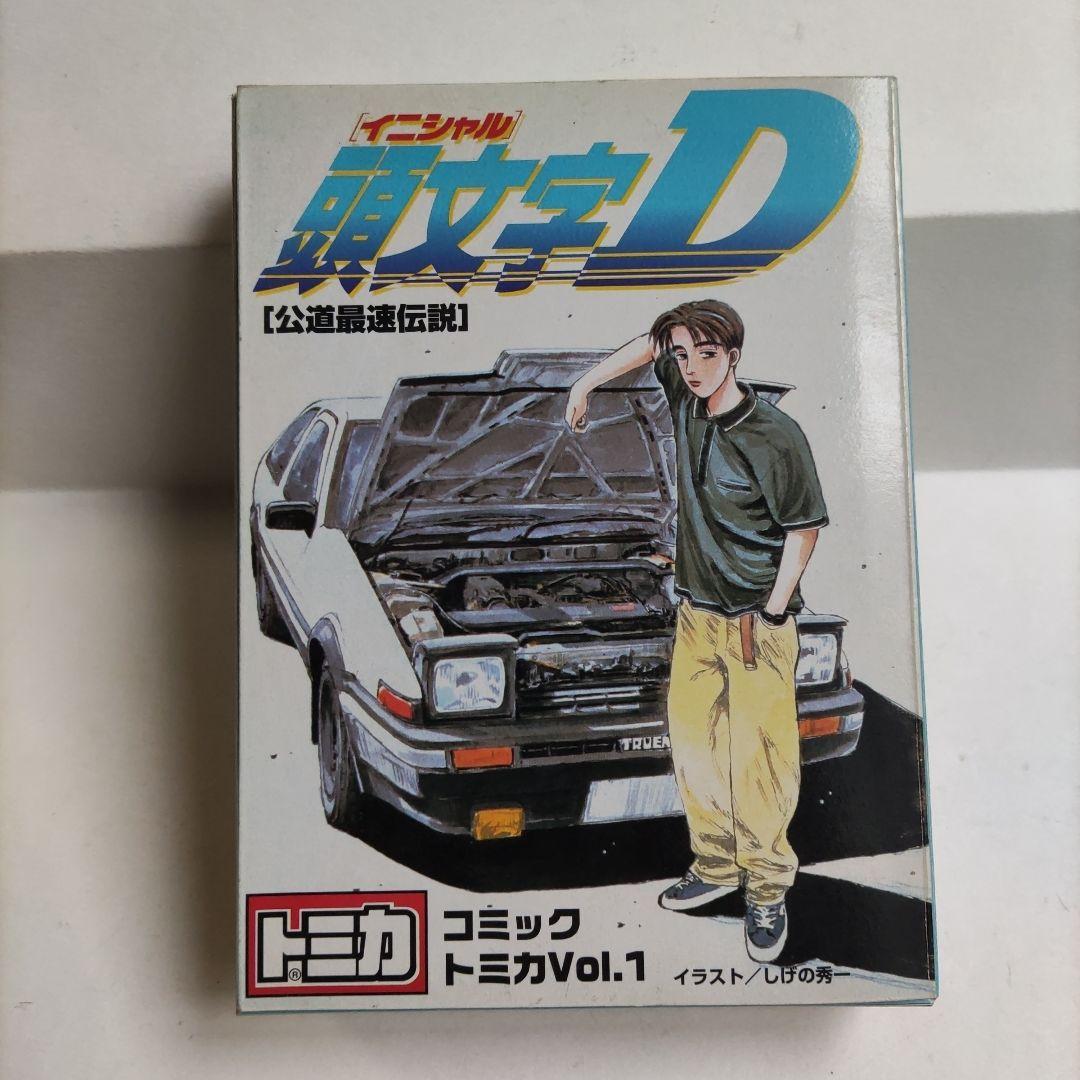 [イニシャル]
頭文字D
[公道最速伝説]
TRUEN
トミカ®
コミック
トミカVol.1
イラスト/しげの秀一